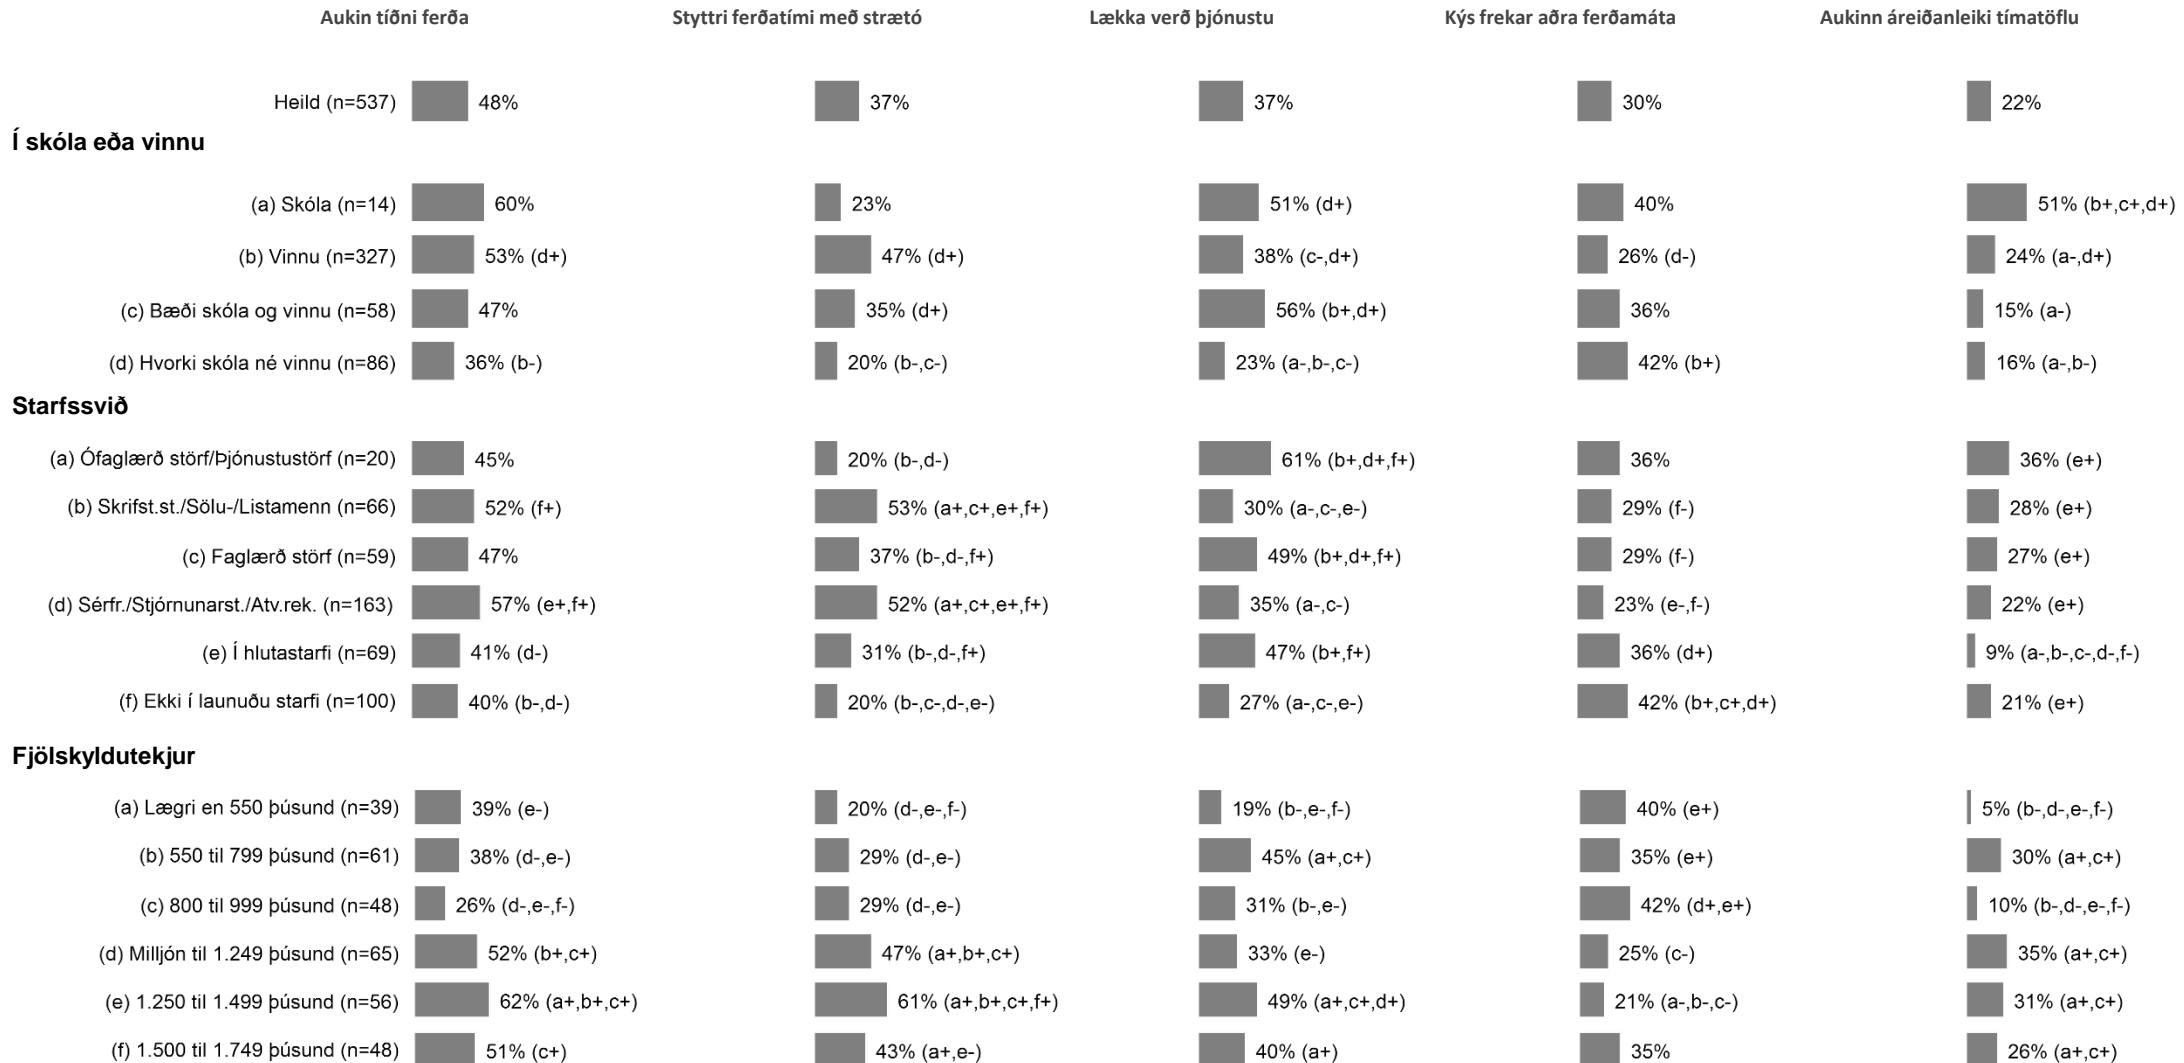 Aukin tíðni ferða Styttri ferðatími með strætó Lækka verð þjónustu Kýs frekar aðra ferðamáta Aukinn áreiðanleiki tímatöflu
Heild (n=537) 48% 37% 37% 30% 22%
Í skóla eða vinnu
(a) Skóla (n=14) 60% 23% 51% (d+) 40% 51% (b+,c+,d+)
(b) Vinnu (n=327) 53% (d+) 47% (d+) 38% (c-,d+) 26% (d-) 24% (a-,d+)
(c) Bæði skóla og vinnu (n=58) 47% 35% (d+) 56% (b+,d+) 36% 15% (a-)
(d) Hvorki skóla né vinnu (n=86) 36% (b-) 20% (b-,c-) 23% (a-,b-,c-) 42% (b+) 16% (a-,b-)
Starfssvið
(a) Ófaglærð störf/Þjónustustörf (n=20) 45% 20% (b-,d-) 61% (b+,d+,f+) 36% 36% (e+)
(b) Skrifst.st./Sölu-/Listamenn (n=66) 52% (f+) 53% (a+,c+,e+,f+) 30% (a-,c-,e-) 29% (f-) 28% (e+)
(c) Faglærð störf (n=59) 47% 37% (b-,d-,f+) 49% (b+,d+,f+) 29% (f-) 27% (e+)
(d) Sérfr./Stjórnunarst./Atv.rek. (n=163) 57% (e+,f+) 52% (a+,c+,e+,f+) 35% (a-,c-) 23% (e-,f-) 22% (e+)
(e) Í hlutastarfi (n=69) 41% (d-) 31% (b-,d-,f+) 47% (b+,f+) 36% (d+) 9% (a-,b-,c-,d-,f-)
(f) Ekki í launuðu starfi (n=100) 40% (b-,d-) 20% (b-,c-,d-,e-) 27% (a-,c-,e-) 42% (b+,c+,d+) 21% (e+)
Fjölskyldutekjur
(a) Lægri en 550 þúsund (n=39) 39% (e-) 20% (d-,e-,f-) 19% (b-,e-,f-) 40% (e+) 5% (b-,d-,e-,f-)
(b) 550 til 799 þúsund (n=61) 38% (d-,e-) 29% (d-,e-) 45% (a+,c+) 35% (e+) 30% (a+,c+)
(c) 800 til 999 þúsund (n=48) 26% (d-,e-,f-) 29% (d-,e-) 31% (b-,e-) 42% (d+,e+) 10% (b-,d-,e-,f-)
(d) Milljón til 1.249 þúsund (n=65) 52% (b+,c+) 47% (a+,b+,c+) 33% (e-) 25% (c-) 35% (a+,c+)
(e) 1.250 til 1.499 þúsund (n=56) 62% (a+,b+,c+) 61% (a+,b+,c+,f+) 49% (a+,c+,d+) 21% (a-,b-,c-) 31% (a+,c+)
(f) 1.500 til 1.749 þúsund (n=48) 51% (c+) 43% (a+,e-) 40% (a+) 35% 26% (a+,c+)